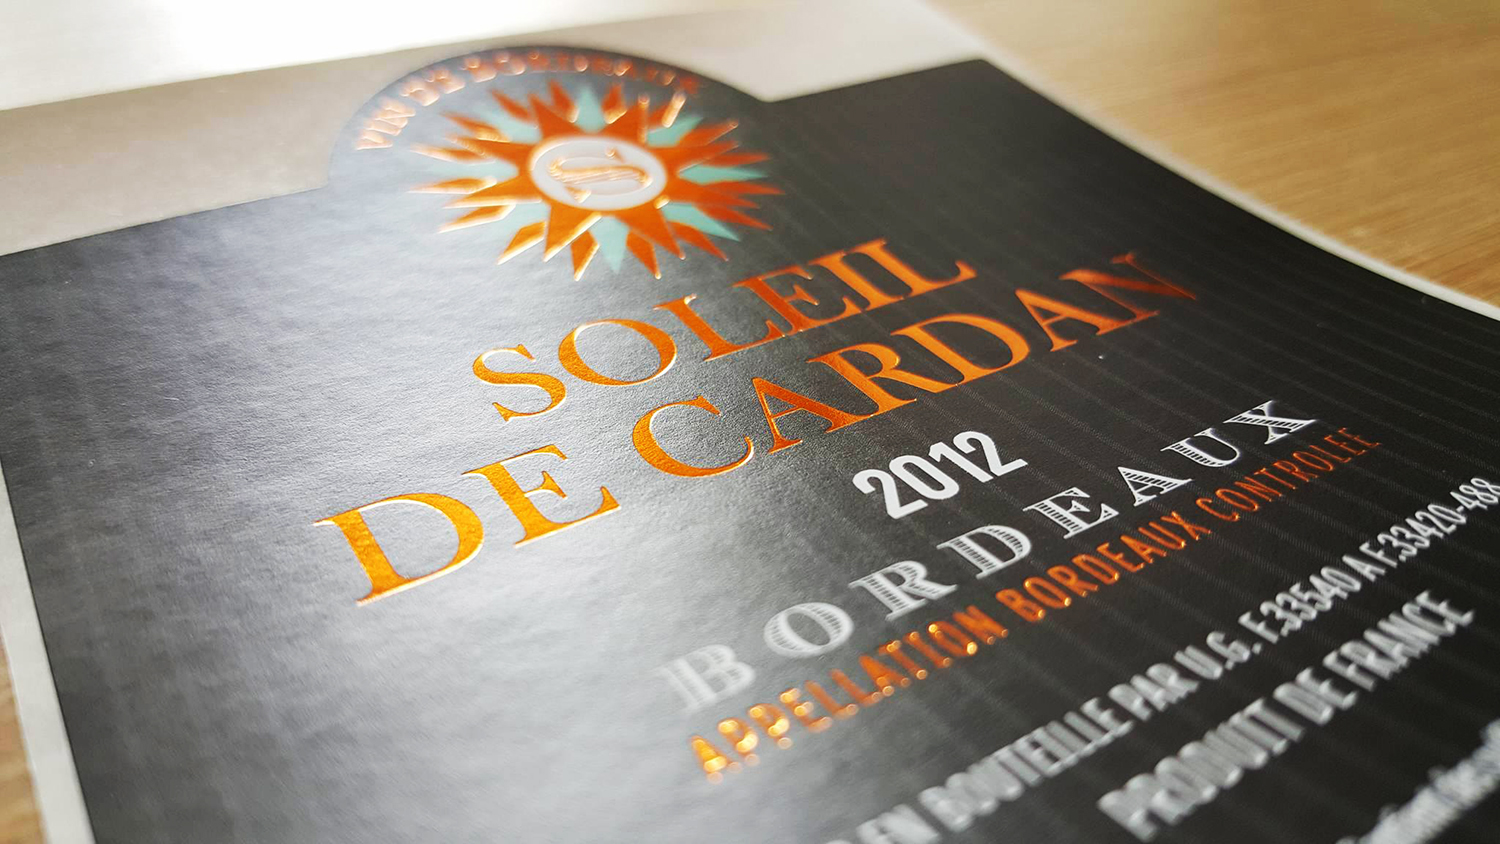 VIN DE BORDEAUX
S
SOLEIL
DE CARDAN
2012
BORDEAUX
APPELLATION BORDEAUX CONTROLÉE
EN BOUTEILLE PAR U.G. F.33540 A F.33420-488
PRODUIT DE FRANCE